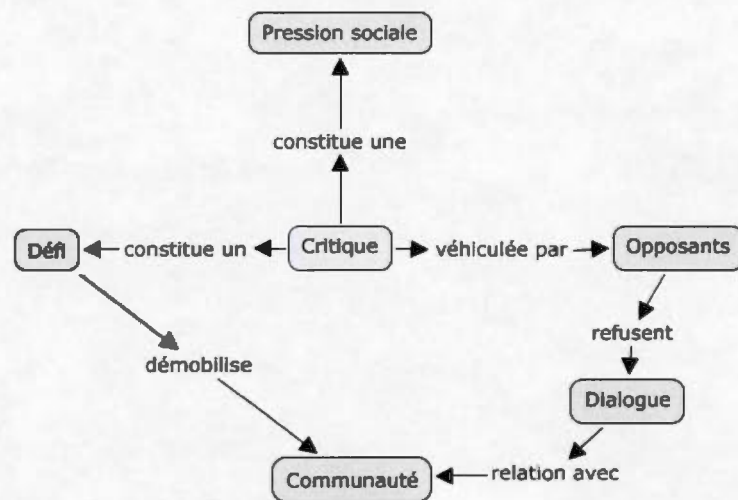 Pression sociale
constitue une
Défi
constitue un
Critique
véhiculée par
Opposants
refusent
démobilise
Dialogue
relation avec
Communauté